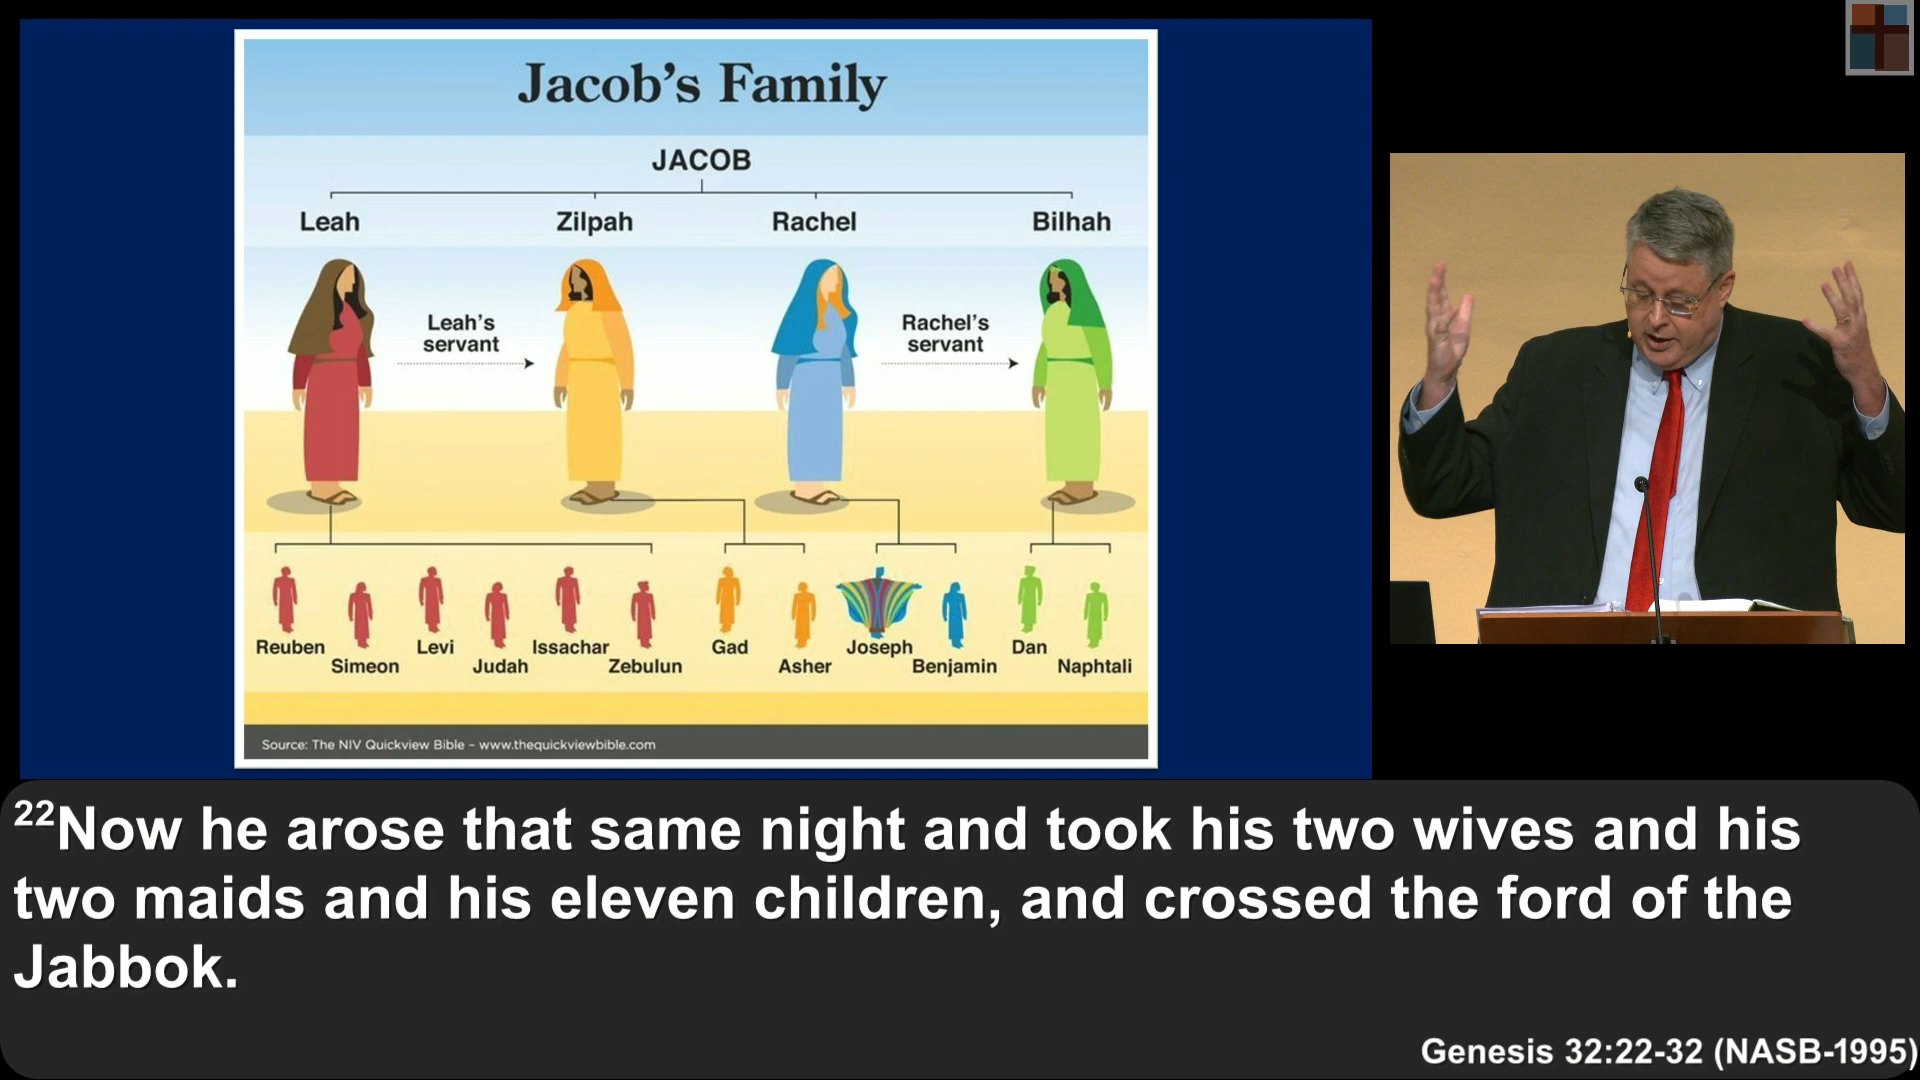 Jacob's Family
JACOB
Leah
Zilpah
Rachel
Bilhah
Leah's
servant
Rachel's
servant
Reuben
Simeon
Levi
Judah
Issachar
Zebulun
Gad
Asher
Joseph
Benjamin
Dan
Naphtali
Source: The NIV Quickview Bible – www.thequickviewbible.com
22Now he arose that same night and took his two wives and his
two maids and his eleven children, and crossed the ford of the
Jabbok.
Genesis 32:22-32 (NASB-1995)